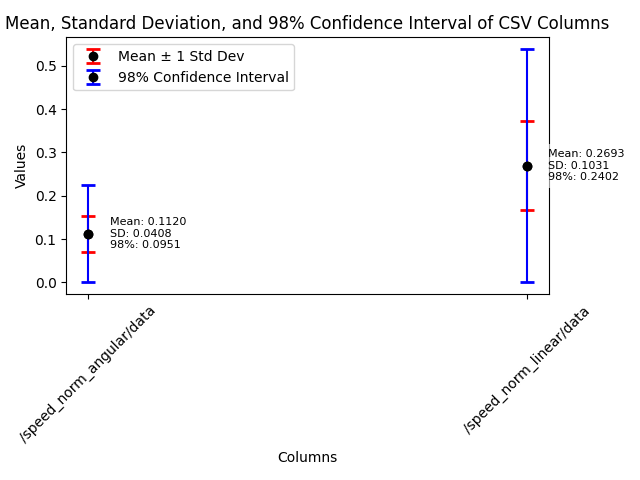 Mean, Standard Deviation, and 98% Confidence Interval of CSV Columns
Mean ± 1 Std Dev
98% Confidence Interval
Values
0.5
0.4
0.3
0.2
0.1
0.0
Mean: 0.1120
SD: 0.0408
98%: 0.0951
Mean: 0.2693
SD: 0.1031
98%: 0.2402
/speed_norm_angular/data
/speed_norm_linear/data
Columns